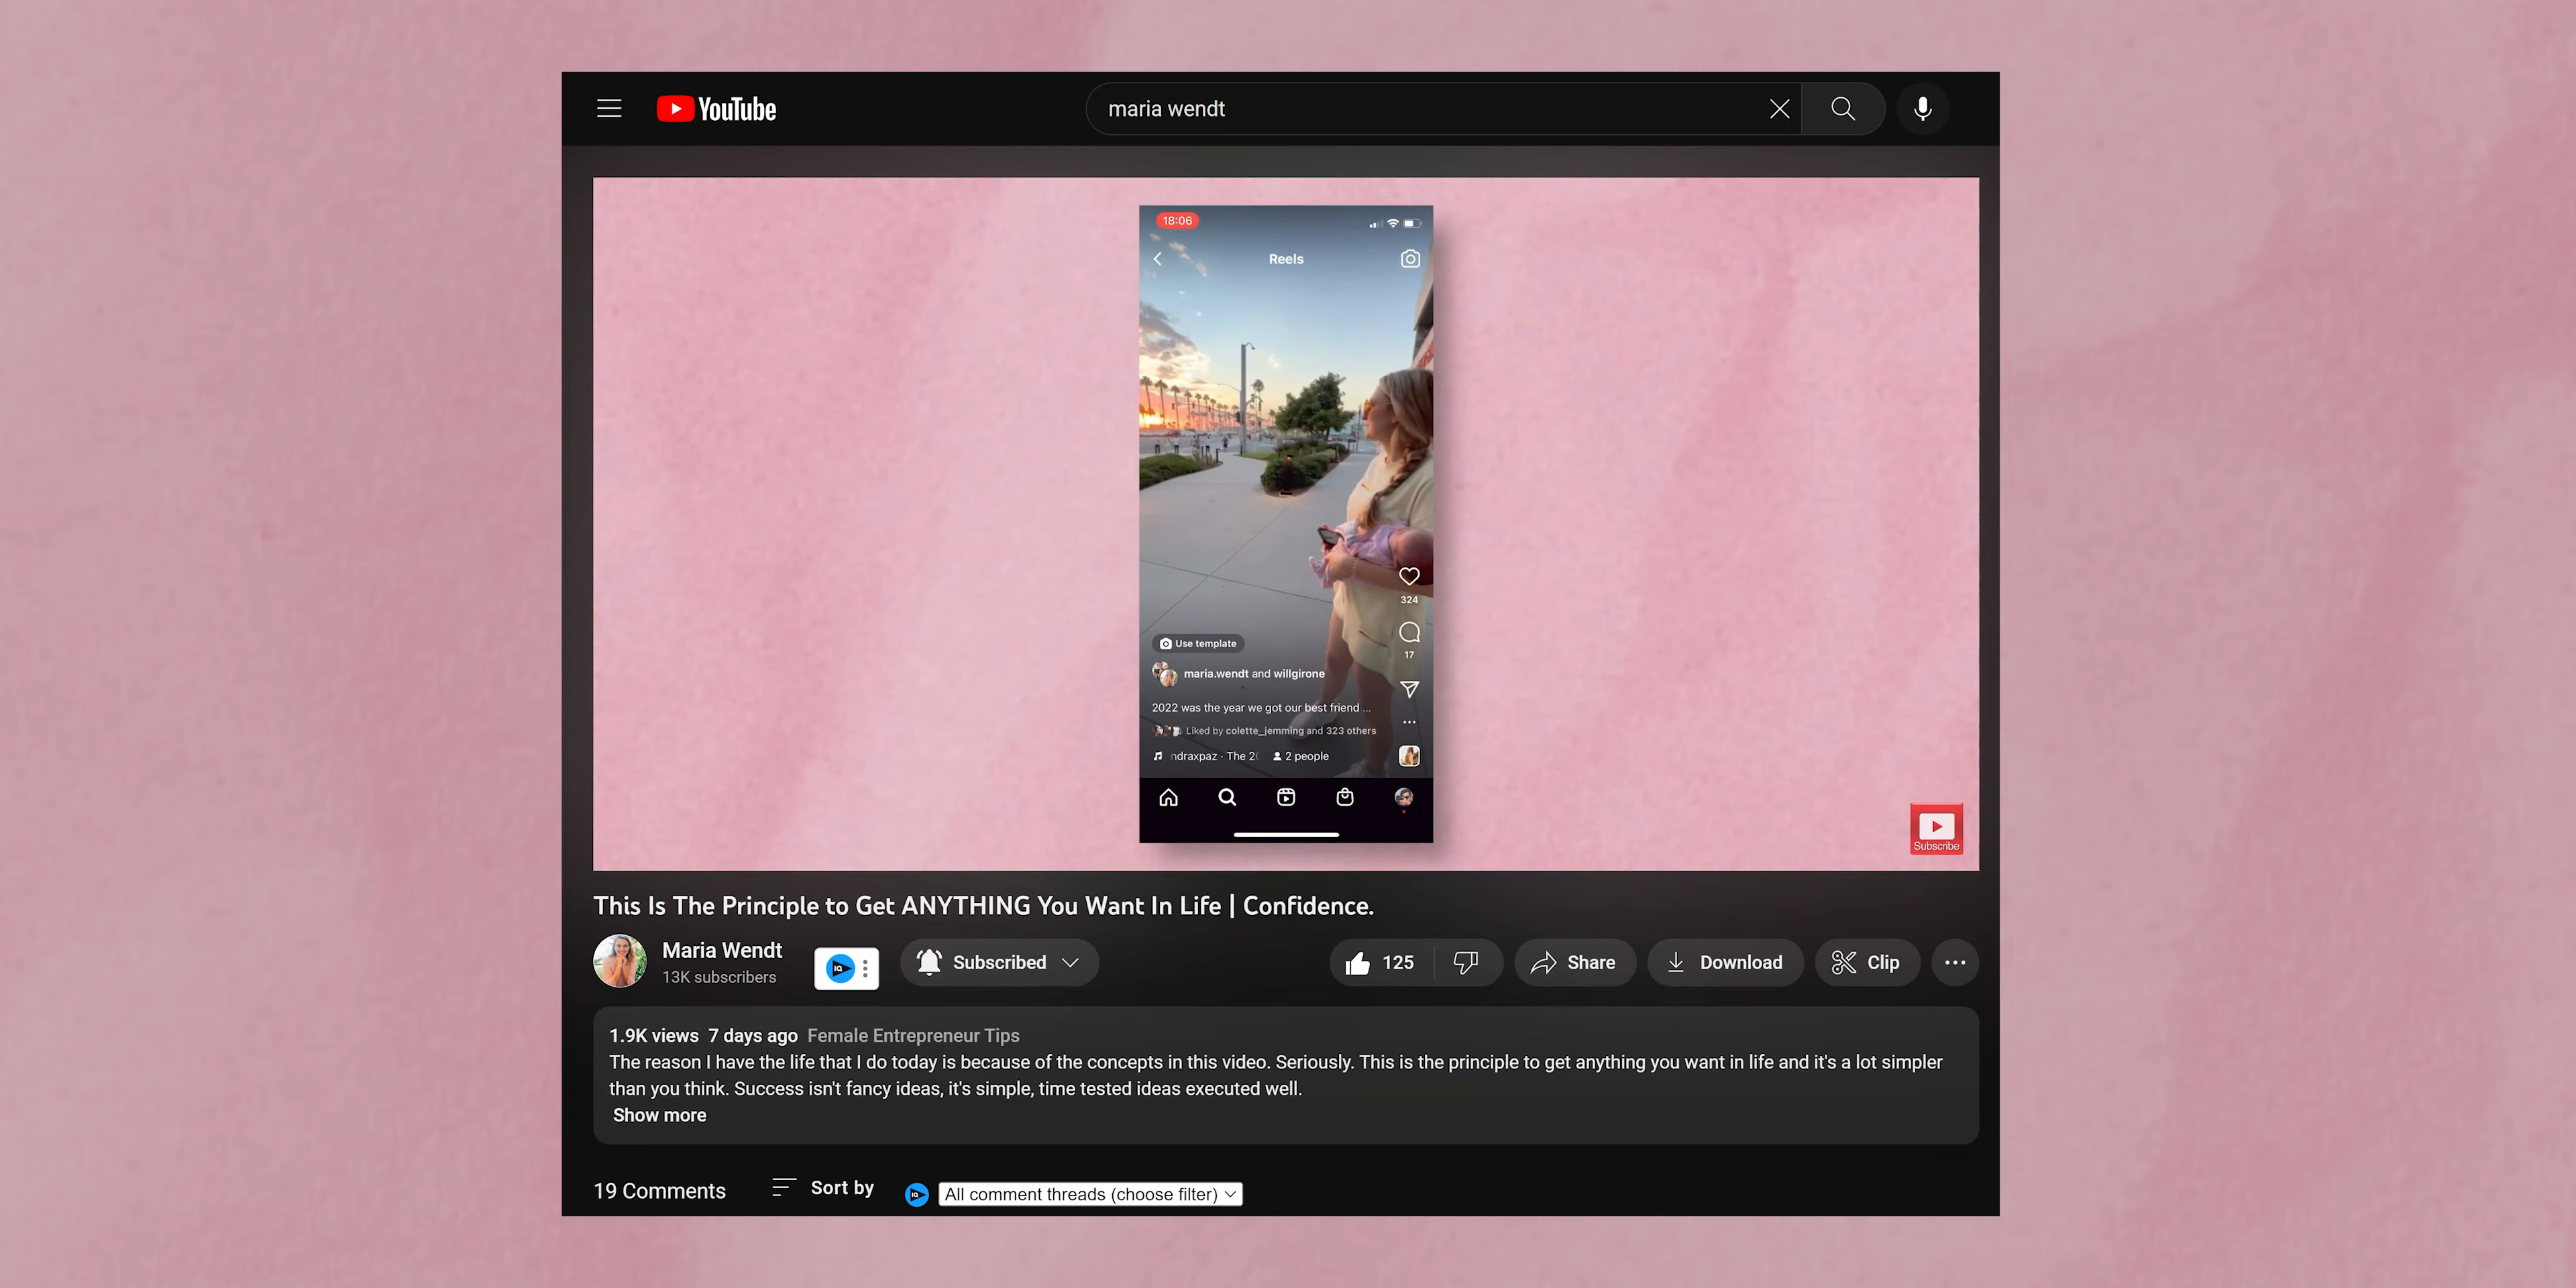 YouTube
maria wendt
18:06
Reels
324
17
Use template
maria.wendt and willgirone
2022 was the year we got our best friend ...
Liked by colette_jemming and 323 others
ndraxpaz · The 2
2 people
Subscribe
This Is The Principle to Get ANYTHING You Want In Life | Confidence.
Maria Wendt
13K subscribers
IQ
Subscribed
125
Share
Download
Clip
1.9K views 7 days ago Female Entrepreneur Tips
The reason I have the life that I do today is because of the concepts in this video. Seriously. This is the principle to get anything you want in life and it's a lot simpler
than you think. Success isn't fancy ideas, it's simple, time tested ideas executed well.
Show more
19 Comments
Sort by
IQ
All comment threads (choose filter)